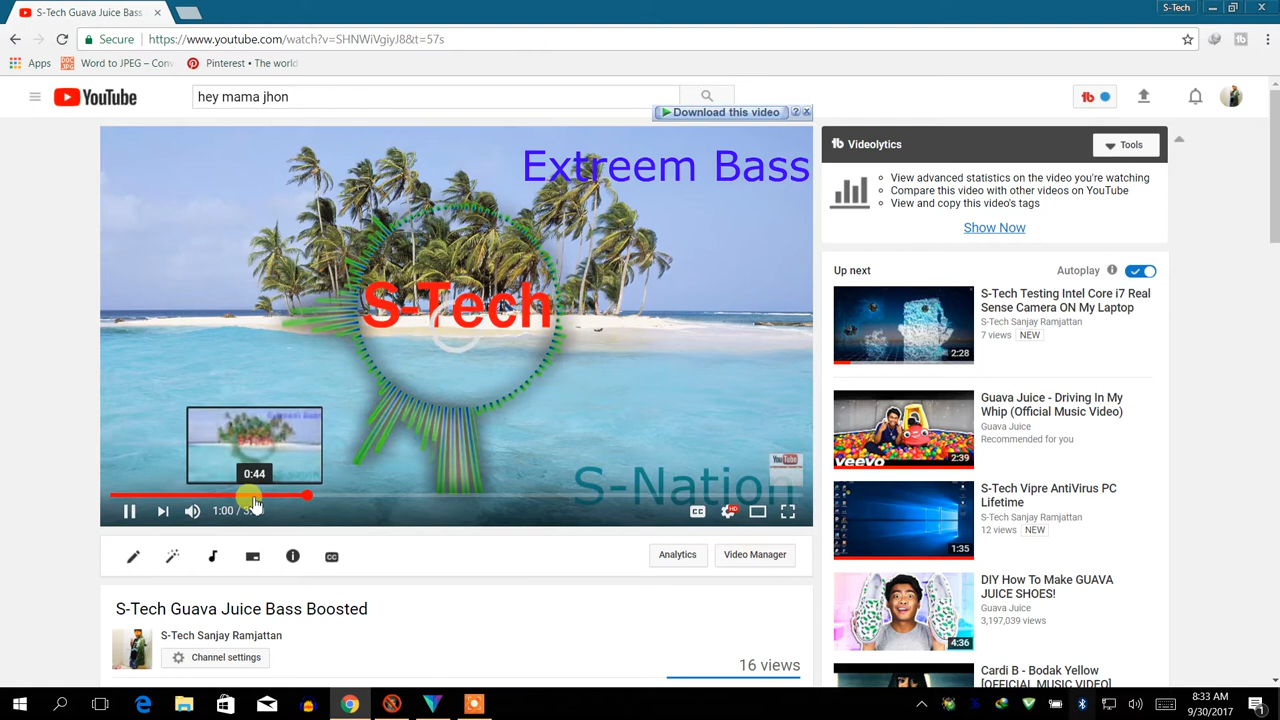 S-Tech Guava Juice Bass
S-Tech
Secure
https://www.youtube.com/watch?v=SHNWiVgiyJ8&t=57s
Apps
Word to JPEG – Conv
Pinterest • The world
YouTube
hey mama jhon
Download this video
Extreem Bass
S-Tech
S-Nation
YouTube
0:44
1:00 / 3
CC
HD
Videolytics
Tools
View advanced statistics on the video you're watching
Compare this video with other videos on YouTube
View and copy this video's tags
Show Now
Up next
Autoplay
S-Tech Testing Intel Core i7 Real
Sense Camera ON My Laptop
S-Tech Sanjay Ramjattan
7 views NEW
2:28
Guava Juice - Driving In My
Whip (Official Music Video)
Guava Juice
Recommended for you
vevo
2:39
S-Tech Vipre AntiVirus PC
Lifetime
S-Tech Sanjay Ramjattan
12 views NEW
1:35
DIY How To Make GUAVA
JUICE SHOES!
Guava Juice
3,197,039 views
4:36
Cardi B - Bodak Yellow
[OFFICIAL MUSIC VIDEO]
Analytics
Video Manager
S-Tech Guava Juice Bass Boosted
S-Tech Sanjay Ramjattan
Channel settings
16 views
8:33 AM
9/30/2017